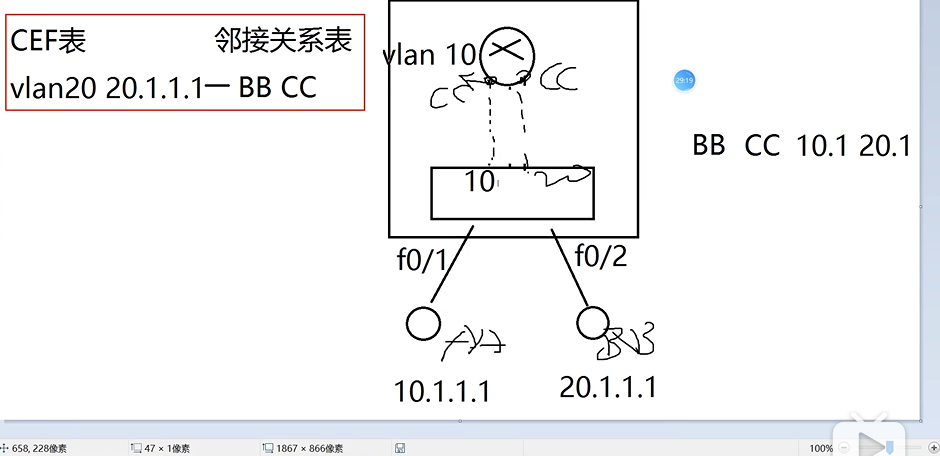 CEF表 邻接关系表
vlan20 20.1.1.1一 BB CC
vlan 10
CC CC
29:19
BB CC 10.1 20.1
10 20
f0/1 f0/2
AA BB
10.1.1.1 20.1.1.1
658, 228像素 47 × 1像素 1867 × 866像素 100%